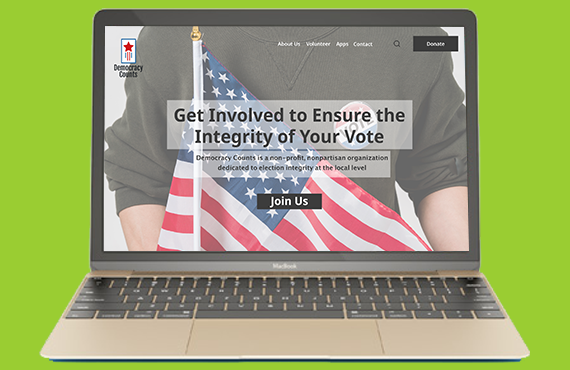 About Us Volunteer Apps Contact
Donate
Democracy
Counts
Get Involved to Ensure the
Integrity of Your Vote
Democracy Counts is a non-profit, nonpartisan organization
dedicated to election integrity at the local level
Join Us
MacBook